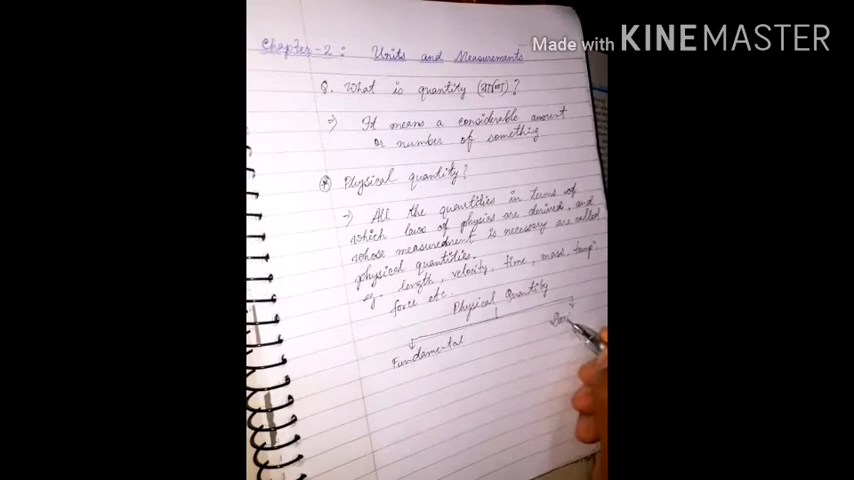 Made with KINEMASTER
Chapter-2: Units and Measurements
Q. What is quantity (मात्रा)?
⇒ It means a considerable amount
or number of something
* Physical quantity?
→ All the quantities in terms of
which laws of physics are derived and
whose measurement is necessary are called
physical quantities.
eg. length, velocity, time, mass, temp.
force etc.
Physical Quantity
Fundamental